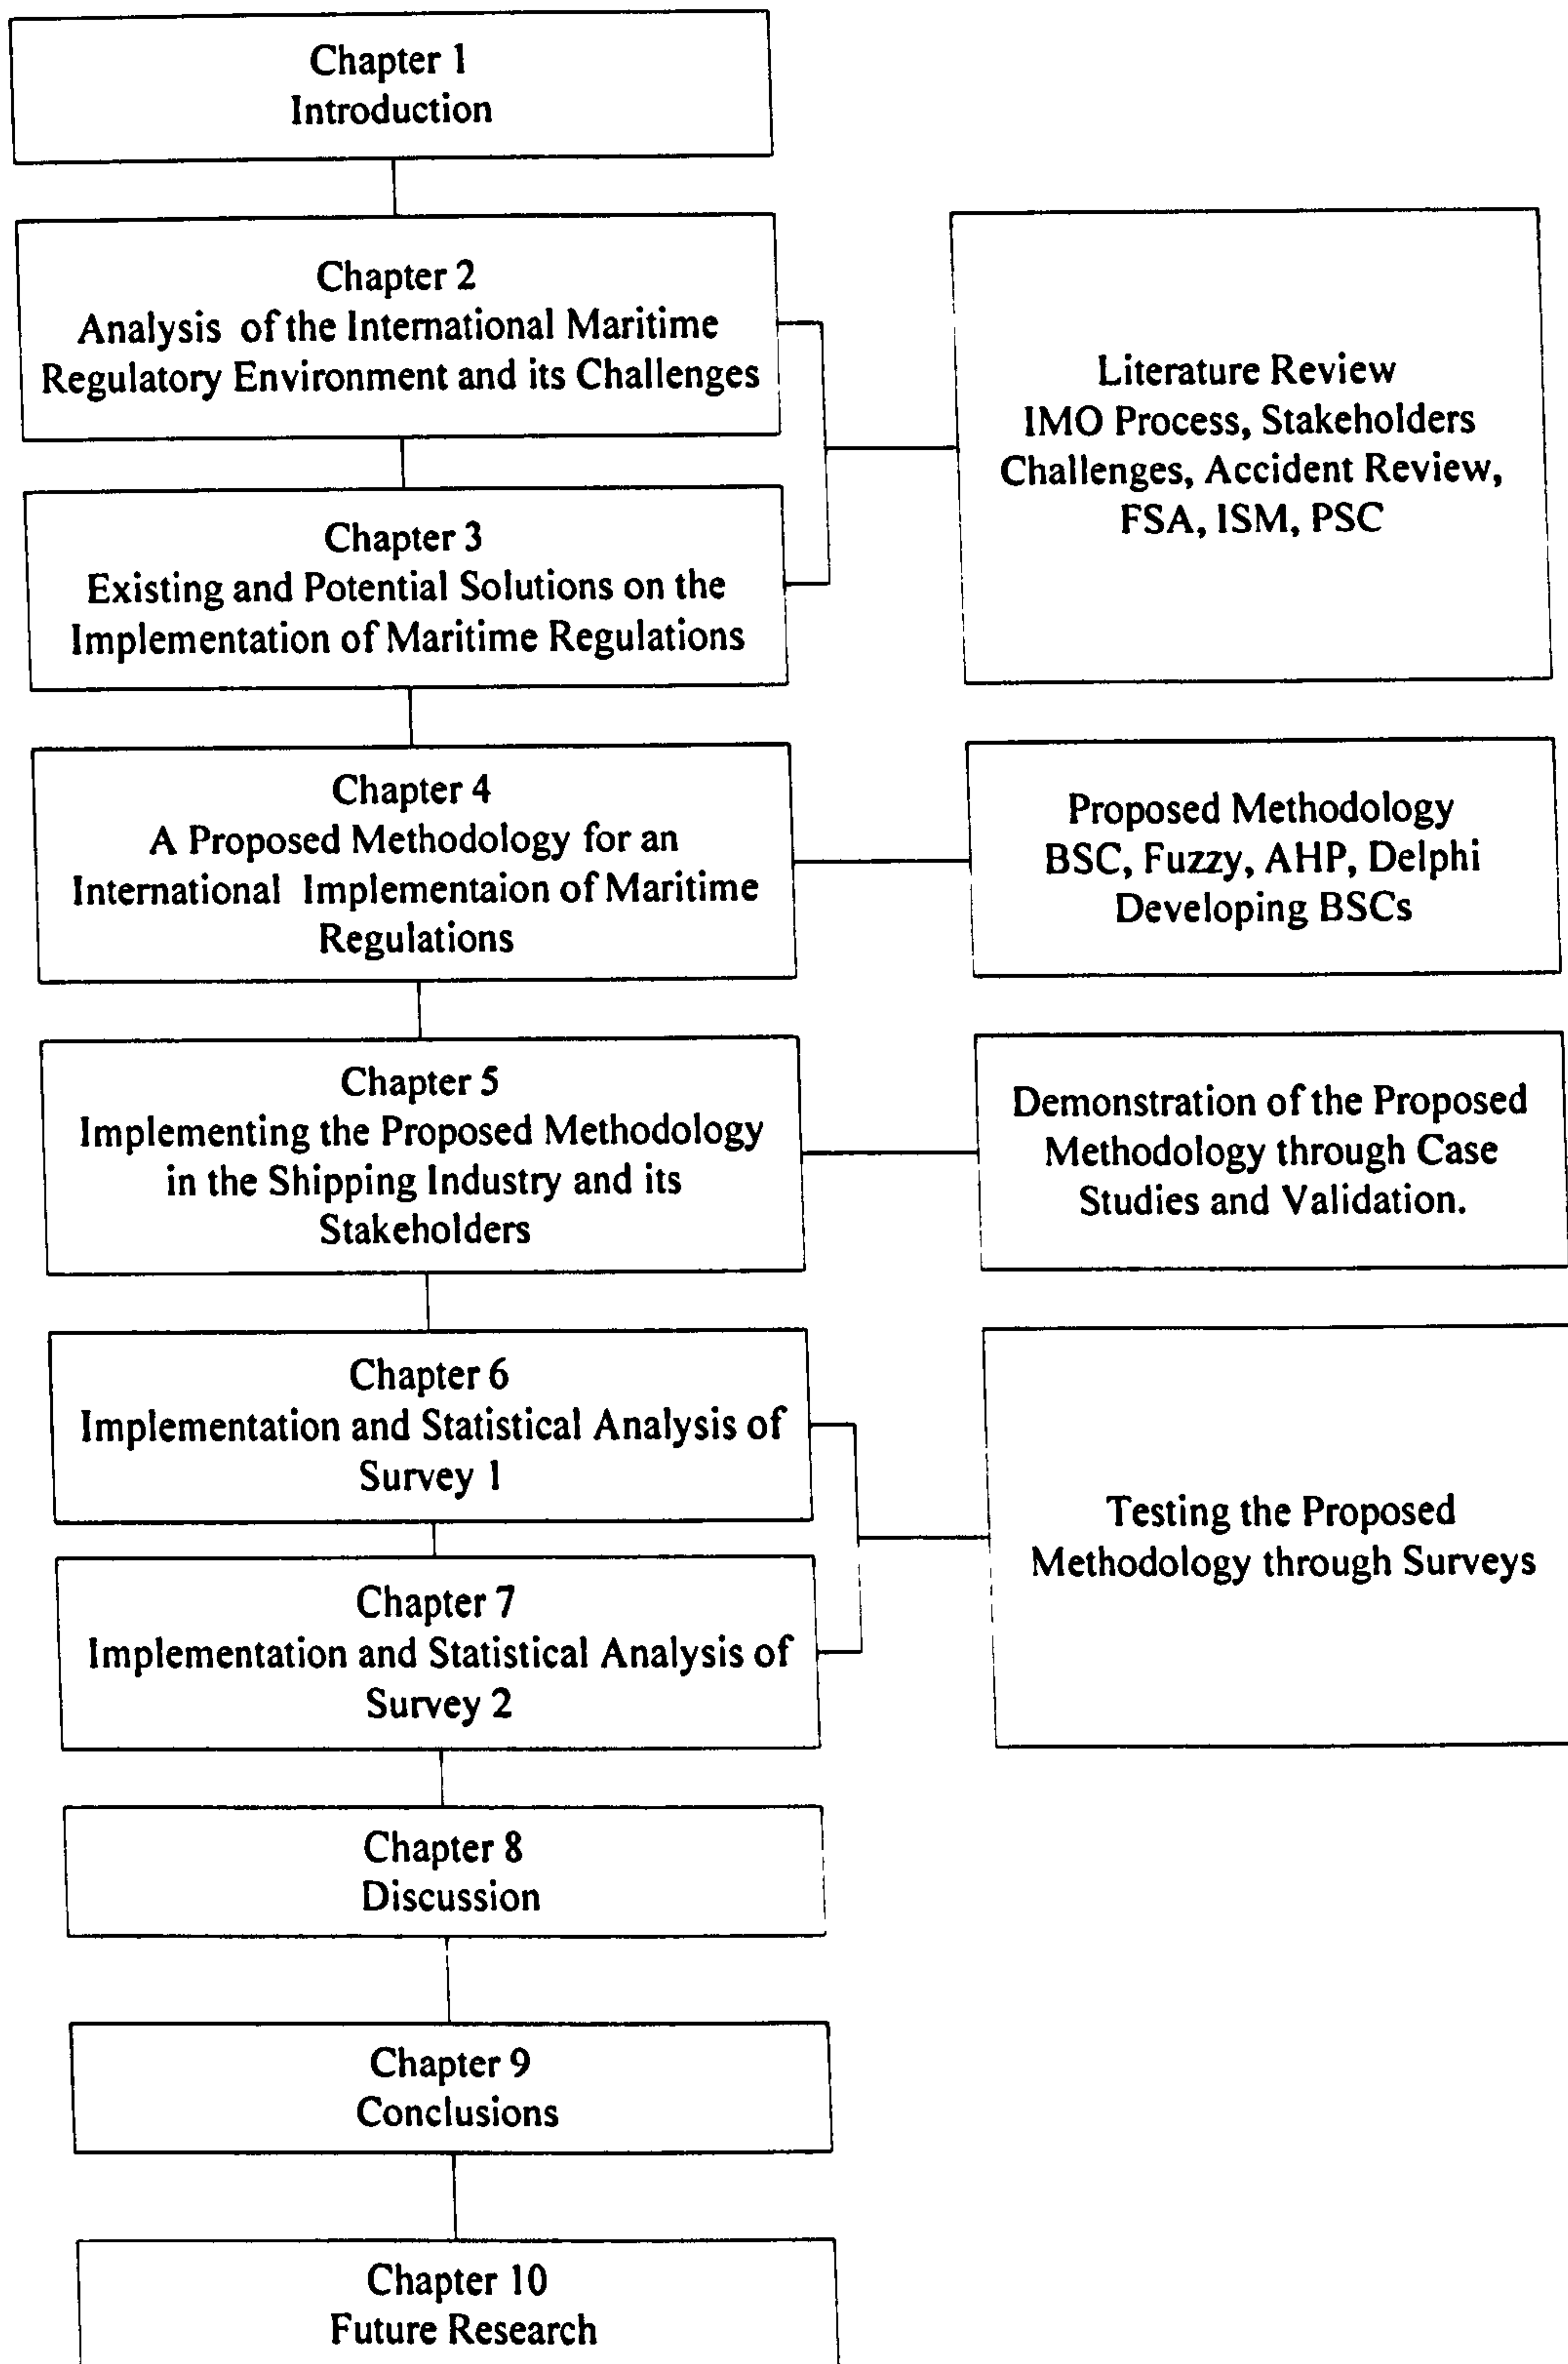 Chapter 1
Introduction
Chapter 2
Analysis of the International Maritime
Regulatory Environment and its Challenges
Literature Review
IMO Process, Stakeholders
Challenges, Accident Review,
FSA, ISM, PSC
Chapter 3
Existing and Potential Solutions on the
Implementation of Maritime Regulations
Chapter 4
A Proposed Methodology for an
International Implementaion of Maritime
Regulations
Proposed Methodology
BSC, Fuzzy, AHP, Delphi
Developing BSCs
Chapter 5
Implementing the Proposed Methodology
in the Shipping Industry and its
Stakeholders
Demonstration of the Proposed
Methodology through Case
Studies and Validation.
Chapter 6
Implementation and Statistical Analysis of
Survey 1
Testing the Proposed
Methodology through Surveys
Chapter 7
Implementation and Statistical Analysis of
Survey 2
Chapter 8
Discussion
Chapter 9
Conclusions
Chapter 10
Future Research